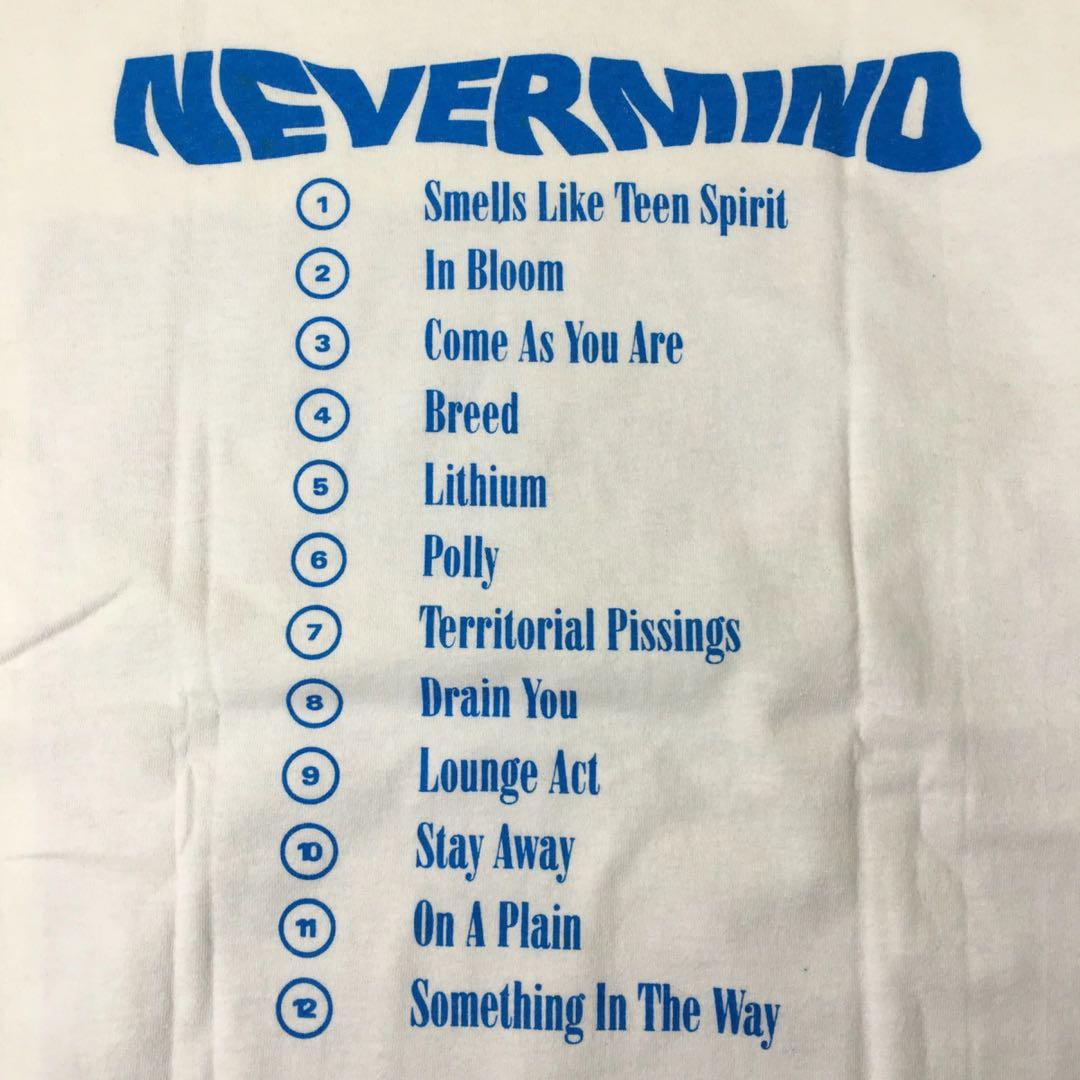 NEVERMIND
1 Smells Like Teen Spirit
2 In Bloom
3 Come As You Are
4 Breed
5 Lithium
6 Polly
7 Territorial Pissings
8 Drain You
9 Lounge Act
10 Stay Away
11 On A Plain
12 Something In The Way